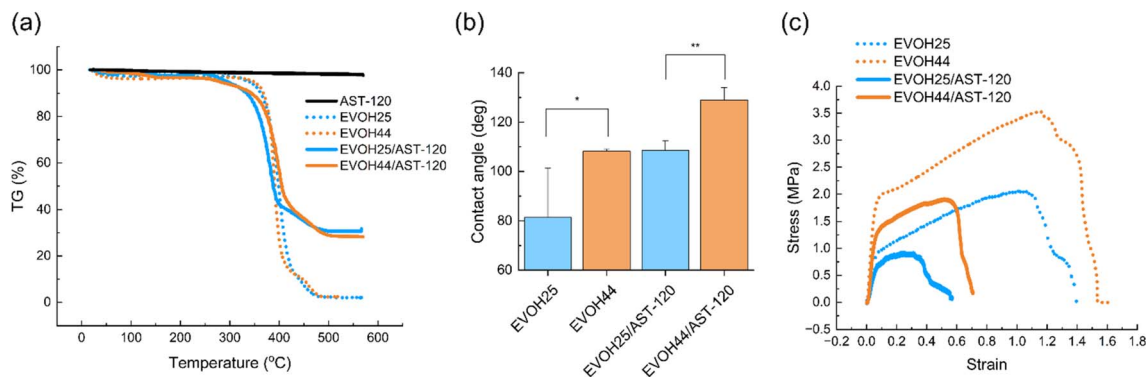 (a)
100
80
60
40
20
0
TG (%)
0
100
200
300
400
500
600
Temperature (°C)
AST-120
EVOH25
EVOH44
EVOH25/AST-120
EVOH44/AST-120
(b)
140
120
100
80
60
Contact angle (deg)
*
**
EVOH25
EVOH44
EVOH25/AST-120
EVOH44/AST-120
(c)
EVOH25
EVOH44
EVOH25/AST-120
EVOH44/AST-120
4.0
3.5
3.0
2.5
2.0
1.5
1.0
0.5
0.0
−0.5
Stress (MPa)
−0.2
0.0
0.2
0.4
0.6
0.8
1.0
1.2
1.4
1.6
1.8
Strain